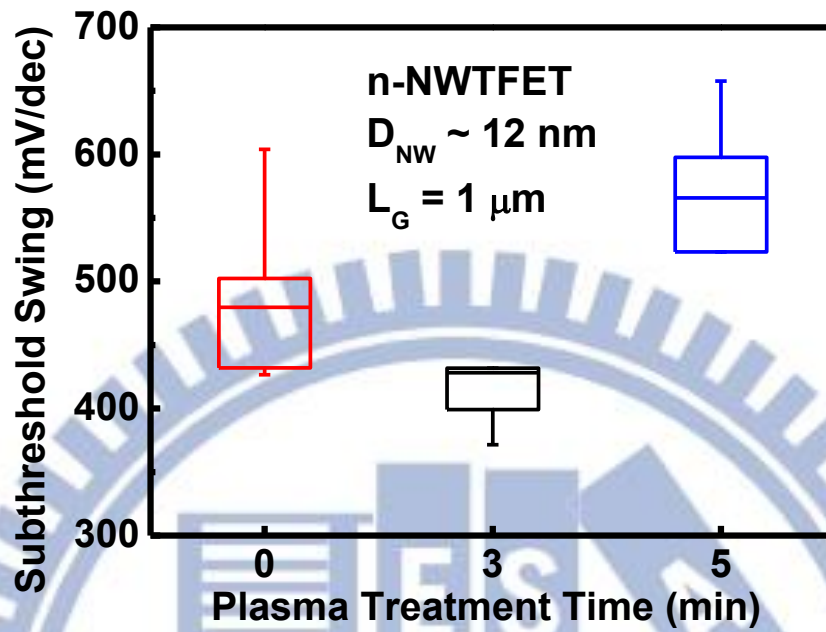 700
600
500
400
300
Subthreshold Swing (mV/dec)
n-NWTFET
D_NW ~ 12 nm
L_G = 1 μm
0 3 5
Plasma Treatment Time (min)
ES